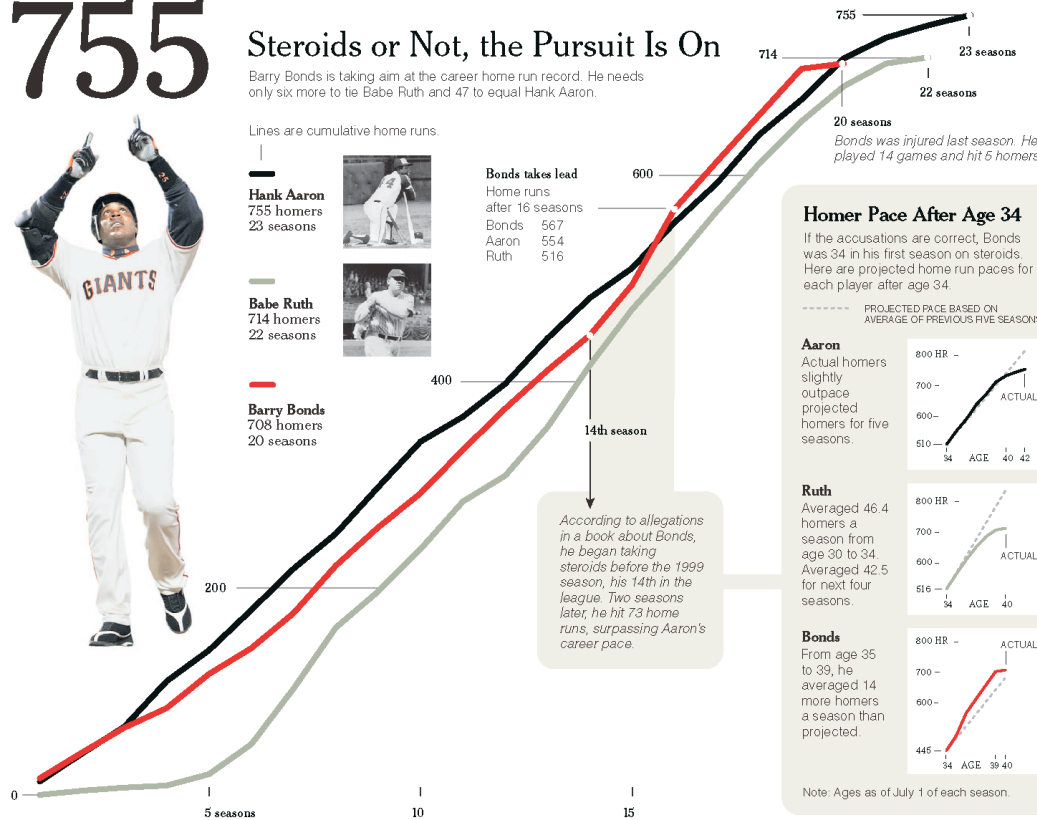 755
Steroids or Not, the Pursuit Is On
Barry Bonds is taking aim at the career home run record. He needs
only six more to tie Babe Ruth and 47 to equal Hank Aaron.
Lines are cumulative home runs.
Hank Aaron
755 homers
23 seasons
Babe Ruth
714 homers
22 seasons
Barry Bonds
708 homers
20 seasons
GIANTS
Bonds takes lead
Home runs
after 16 seasons
Bonds 567
Aaron 554
Ruth 516
755
714
600
400
200
0
23 seasons
22 seasons
20 seasons
Bonds was injured last season. He
played 14 games and hit 5 homers
14th season
According to allegations
in a book about Bonds,
he began taking
steroids before the 1999
season, his 14th in the
league. Two seasons
later, he hit 73 home
runs, surpassing Aaron's
career pace.
5 seasons
10
15
Homer Pace After Age 34
If the accusations are correct, Bonds
was 34 in his first season on steroids.
Here are projected home run paces for
each player after age 34.
PROJECTED PACE BASED ON
AVERAGE OF PREVIOUS FIVE SEASONS
Aaron
Actual homers
slightly
outpace
projected
homers for five
seasons.
800 HR
700
600
510
ACTUAL
34 AGE 40 42
Ruth
Averaged 46.4
homers a
season from
age 30 to 34.
Averaged 42.5
for next four
seasons.
800 HR
700
600
516
ACTUAL
34 AGE 40
Bonds
From age 35
to 39, he
averaged 14
more homers
a season than
projected.
800 HR
ACTUAL
700
600
445
34 AGE 39 40
Note: Ages as of July 1 of each season.